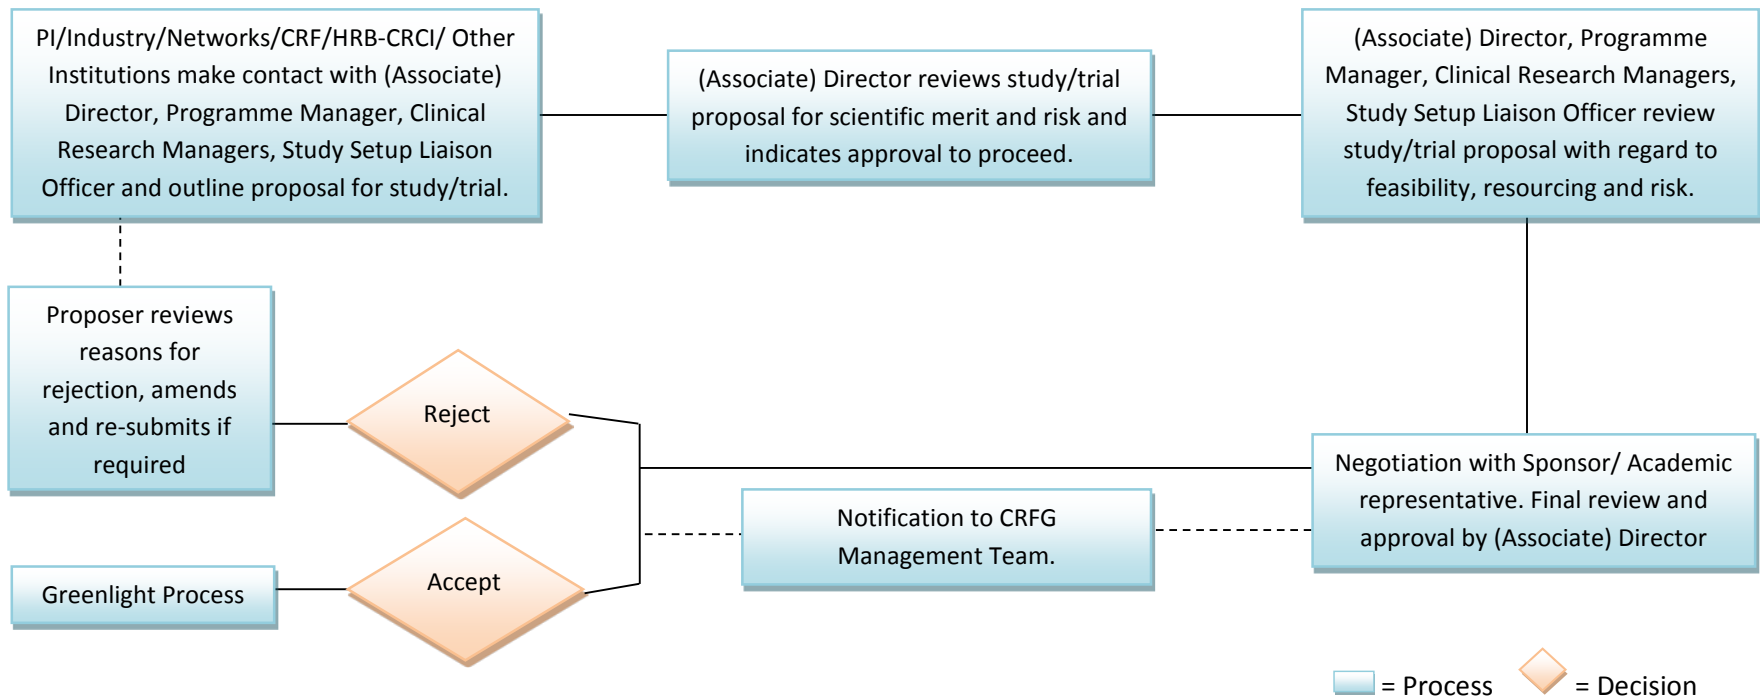 PI/Industry/Networks/CRF/HRB-CRCI/ Other
Institutions make contact with (Associate)
Director, Programme Manager, Clinical
Research Managers, Study Setup Liaison
Officer and outline proposal for study/trial.
(Associate) Director reviews study/trial
proposal for scientific merit and risk and
indicates approval to proceed.
(Associate) Director, Programme
Manager, Clinical Research Managers,
Study Setup Liaison Officer review
study/trial proposal with regard to
feasibility, resourcing and risk.
Proposer reviews
reasons for
rejection, amends
and re-submits if
required
Reject
Negotiation with Sponsor/ Academic
representative. Final review and
approval by (Associate) Director
Notification to CRFG
Management Team.
Accept
Greenlight Process
= Process
= Decision